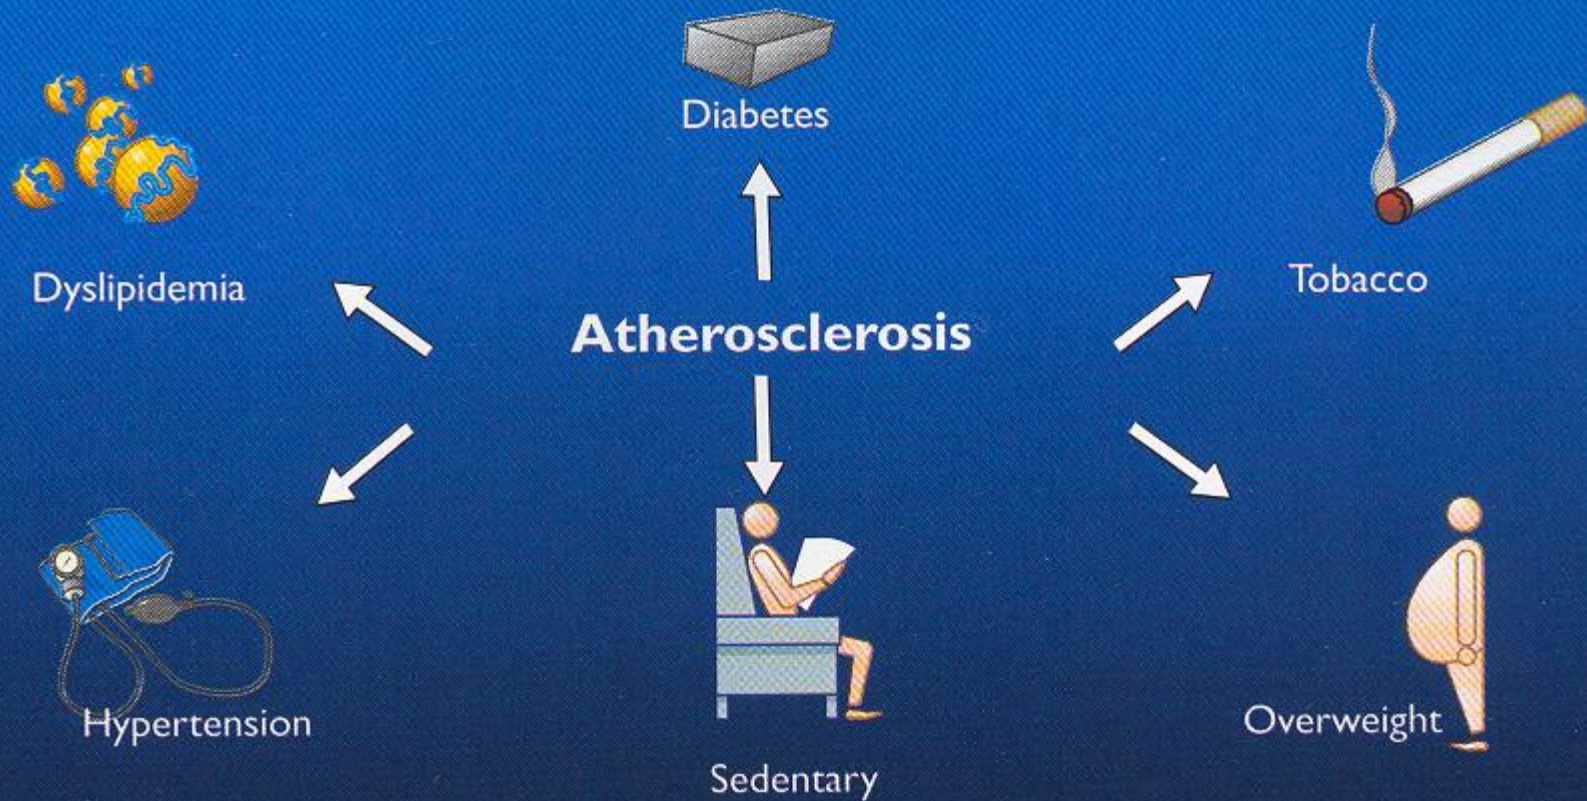 Diabetes
Dyslipidemia
Tobacco
Atherosclerosis
Hypertension
Overweight
Sedentary